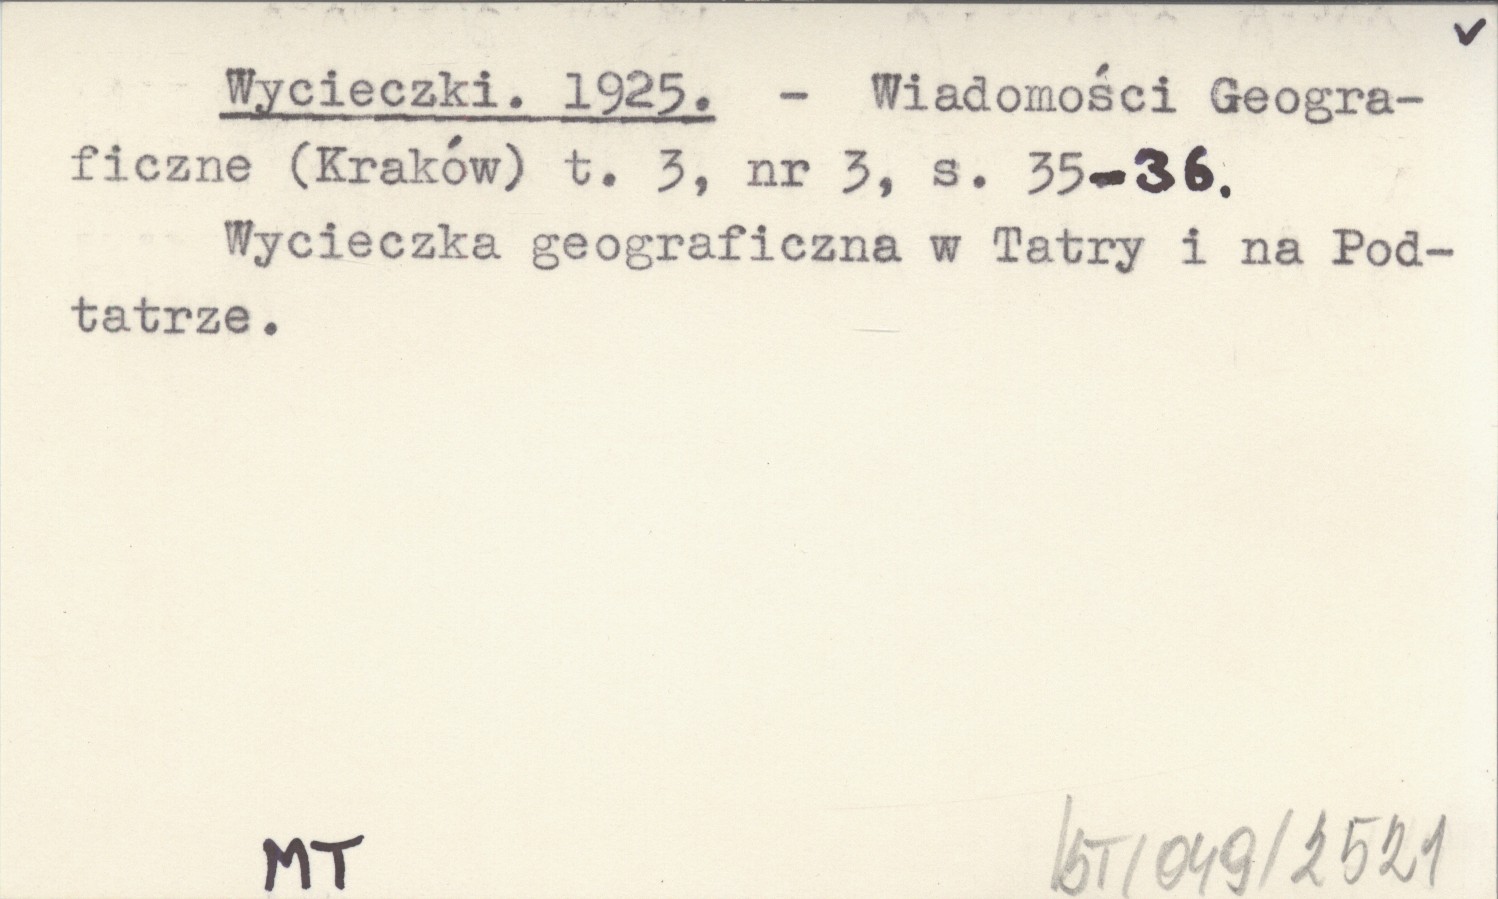 ✓
Wycieczki. 1925. - Wiadomości Geogra-
ficzne (Kraków) t. 3, nr 3, s. 35-36.
Wycieczka geograficzna w Tatry i na Pod-
tatrze.
MT
BT/049/2521